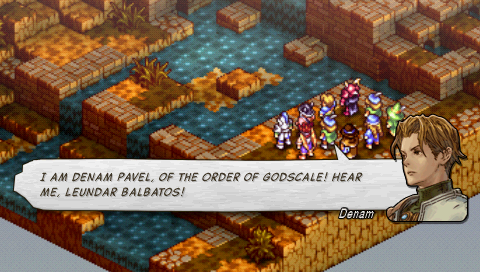 I AM DENAM PAVEL, OF THE ORDER OF GODSCALE! HEAR
ME, LEUNDAR BALBATOS!
Denam